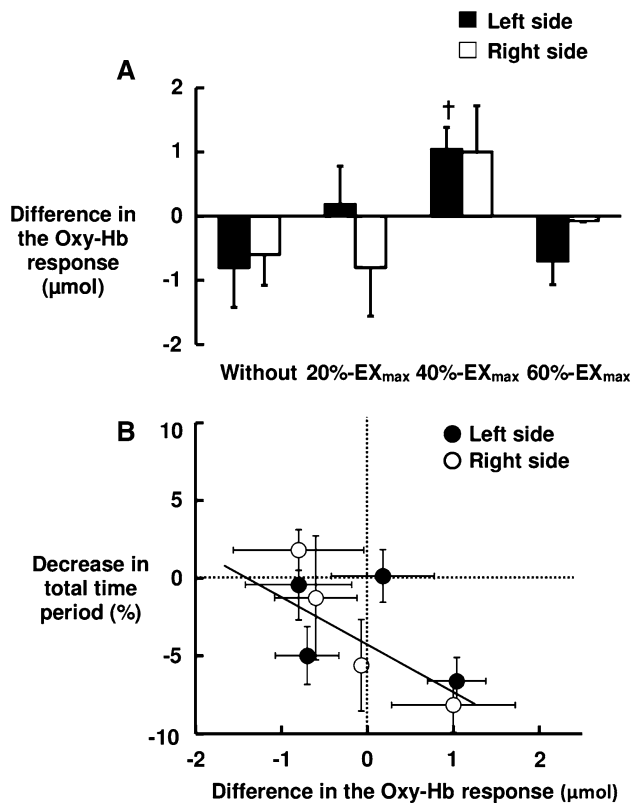 Left side
Right side
A
2
1
0
-1
-2
Difference in
the Oxy-Hb
response
(μmol)
†
Without 20%-EXmax 40%-EXmax 60%-EXmax
B
Left side
Right side
10
5
0
-5
-10
Decrease in
total time
period (%)
-2 -1 0 1 2
Difference in the Oxy-Hb response (μmol)